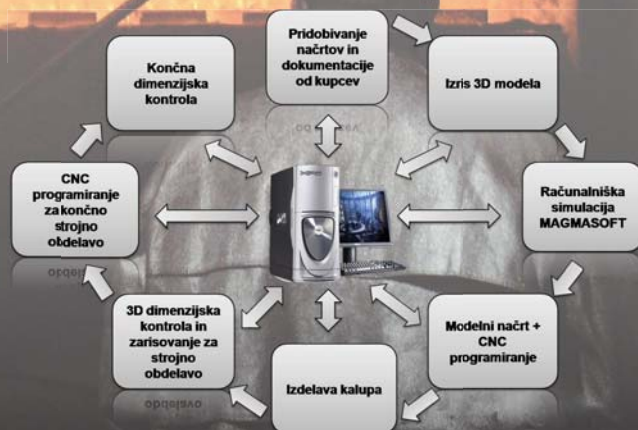 Pridobivanje
načrtov in
dokumentacije
od kupcev
Izris 3D modela
Računalniška
simulacija
MAGMASOFT
Modelni načrt +
CNC
programiranje
Izdelava kalupa
3D dimenzijska
kontrola in
zarisovanje za
strojno
obdelavo
CNC
programiranje
za končno
strojno
obdelavo
Končna
dimenzijska
kontrola